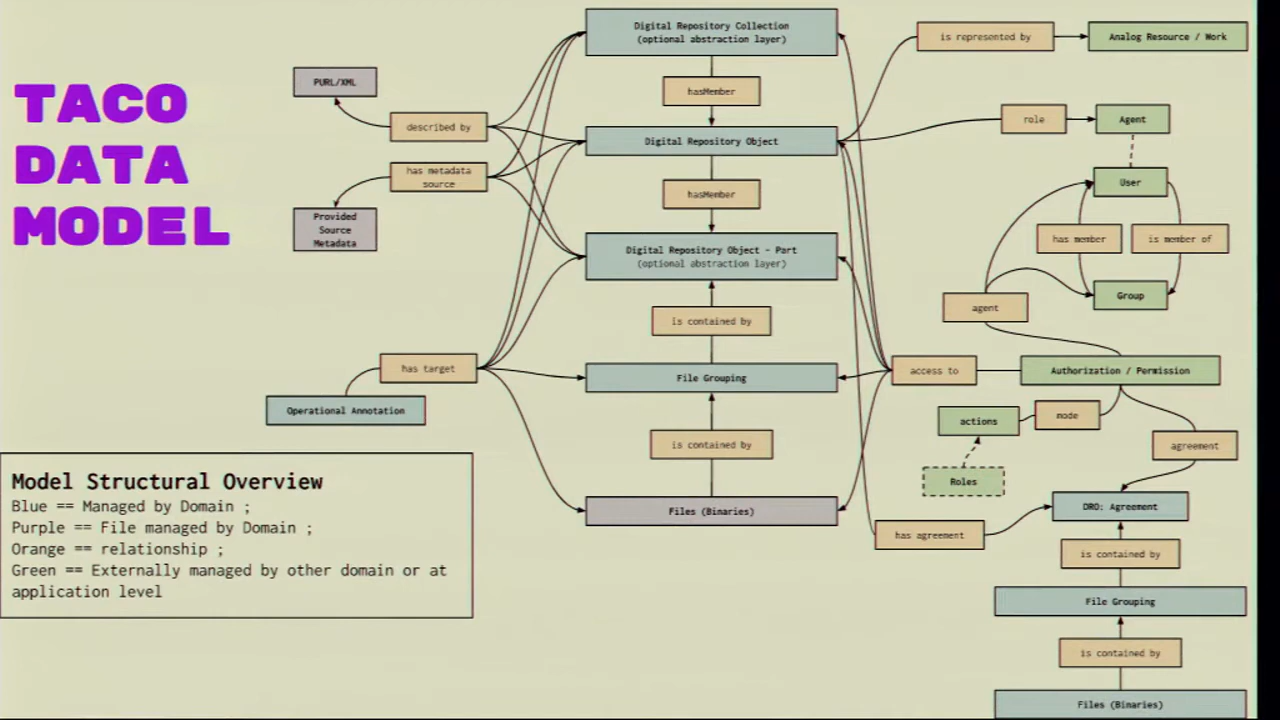 TACO
DATA
MODEL
Digital Repository Collection
(optional abstraction layer)
hasMember
Digital Repository Object
hasMember
Digital Repository Object - Part
(optional abstraction layer)
is contained by
File Grouping
is contained by
Files (Binaries)
PURL/XML
described by
has metadata
source
Provided
Source
Metadata
has target
Operational Annotation
is represented by
Analog Resource / Work
role
Agent
User
has member
is member of
Group
agent
access to
Authorization / Permission
actions
mode
Roles
agreement
DRO: Agreement
has agreement
is contained by
File Grouping
is contained by
Files (Binaries)
Model Structural Overview
Blue == Managed by Domain ;
Purple == File managed by Domain ;
Orange == relationship ;
Green == Externally managed by other domain or at
application level